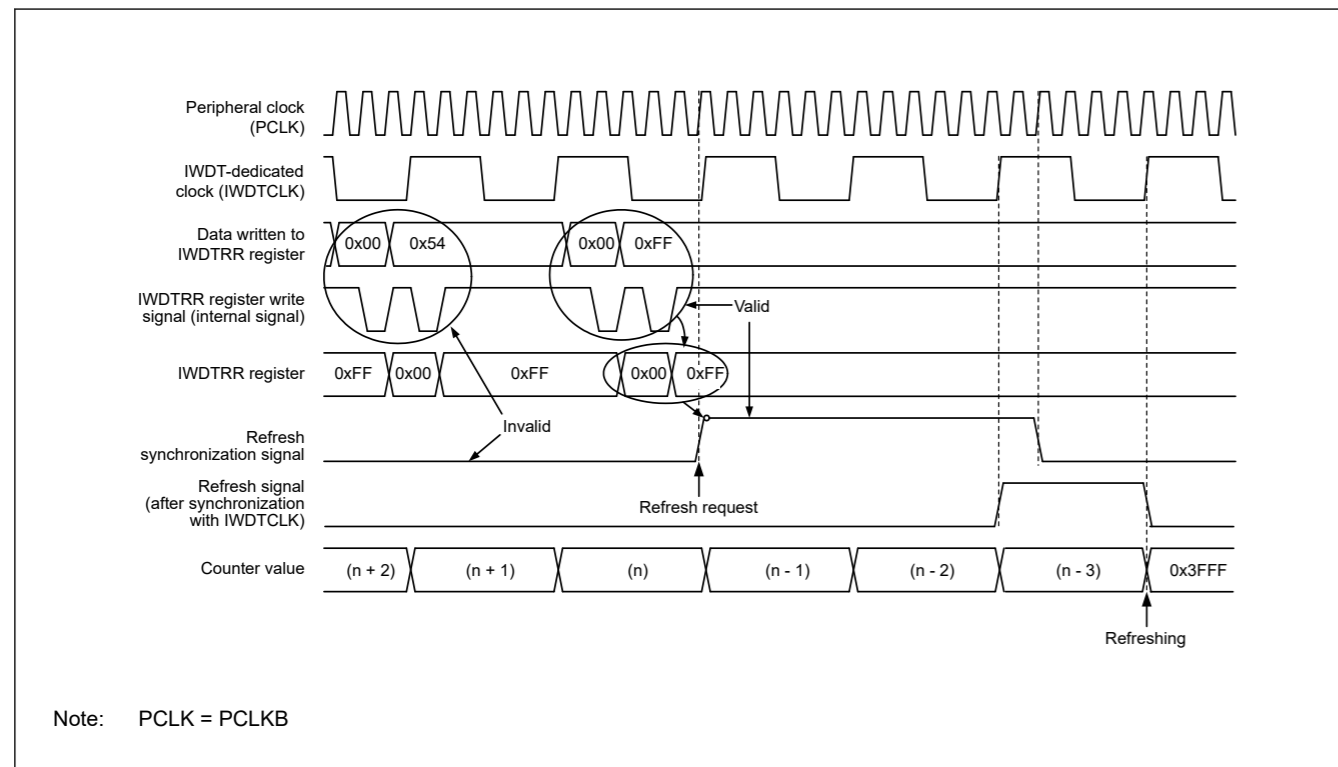 Peripheral clock
(PCLK)
IWDT-dedicated
clock (IWDTCLK)
Data written to
IWDTRR register
0x00
0x54
0x00
0xFF
IWDTRR register write
signal (internal signal)
Valid
IWDTRR register
0xFF
0x00
0xFF
0x00
0xFF
Invalid
Refresh
synchronization signal
Refresh request
Refresh signal
(after synchronization
with IWDTCLK)
Counter value
(n + 2)
(n + 1)
(n)
(n - 1)
(n - 2)
(n - 3)
0x3FFF
Refreshing
Note: PCLK = PCLKB